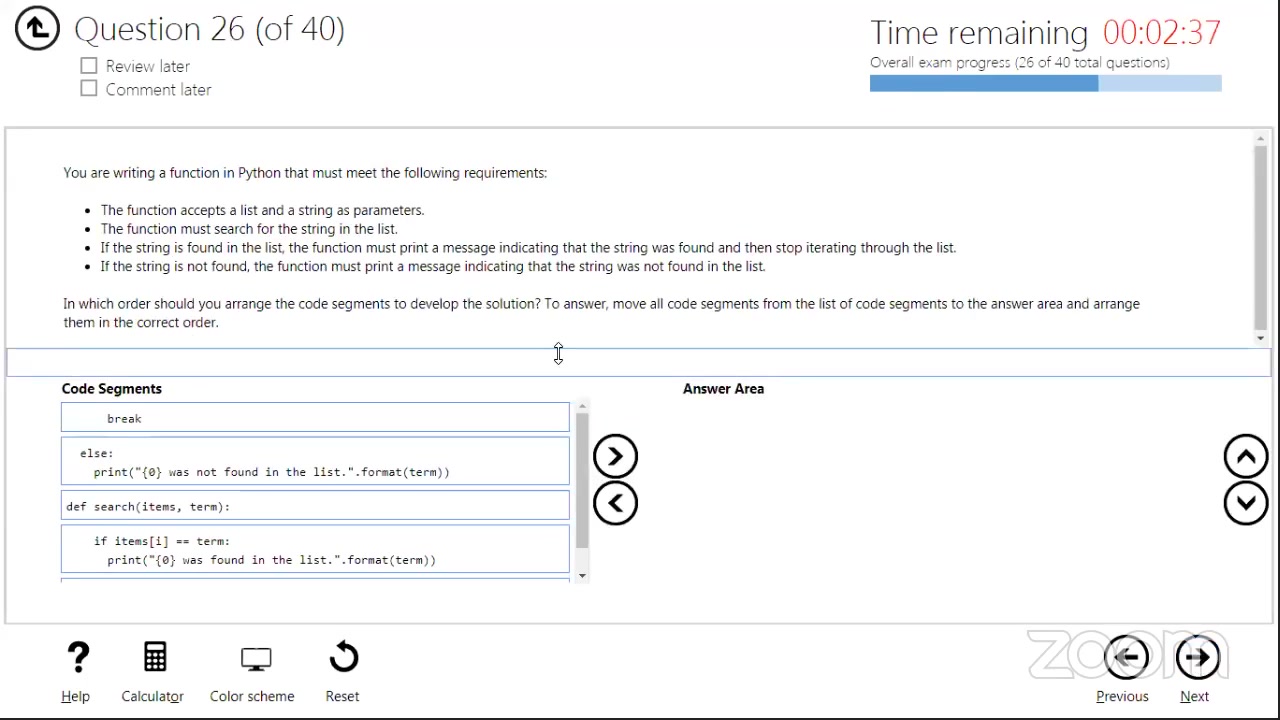 Question 26 (of 40)
Time remaining 00:02:37
Review later
Overall exam progress (26 of 40 total questions)
Comment later
You are writing a function in Python that must meet the following requirements:
• The function accepts a list and a string as parameters.
• The function must search for the string in the list.
• If the string is found in the list, the function must print a message indicating that the string was found and then stop iterating through the list.
• If the string is not found, the function must print a message indicating that the string was not found in the list.
In which order should you arrange the code segments to develop the solution? To answer, move all code segments from the list of code segments to the answer area and arrange
them in the correct order.
Code Segments
Answer Area
break
else:
print("{0} was not found in the list.".format(term))
def search(items, term):
if items[i] == term:
print("{0} was found in the list.".format(term))
zoom
Help
Calculator
Color scheme
Reset
Previous
Next